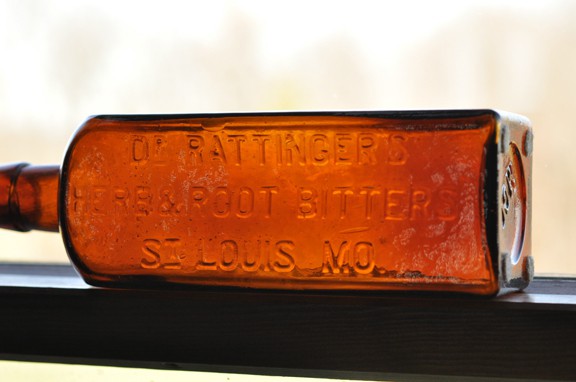 DR RATTINGER'S
HERB & ROOT BITTERS
ST LOUIS MO.